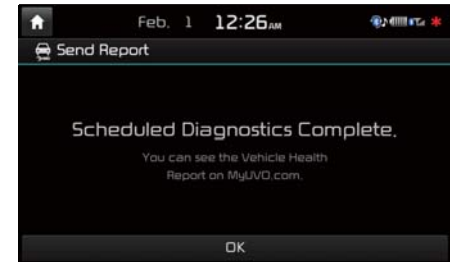 Feb. 1 12:26AM
Send Report
Scheduled Diagnostics Complete.
You can see the Vehicle Health
Report on MyUVO.com.
OK